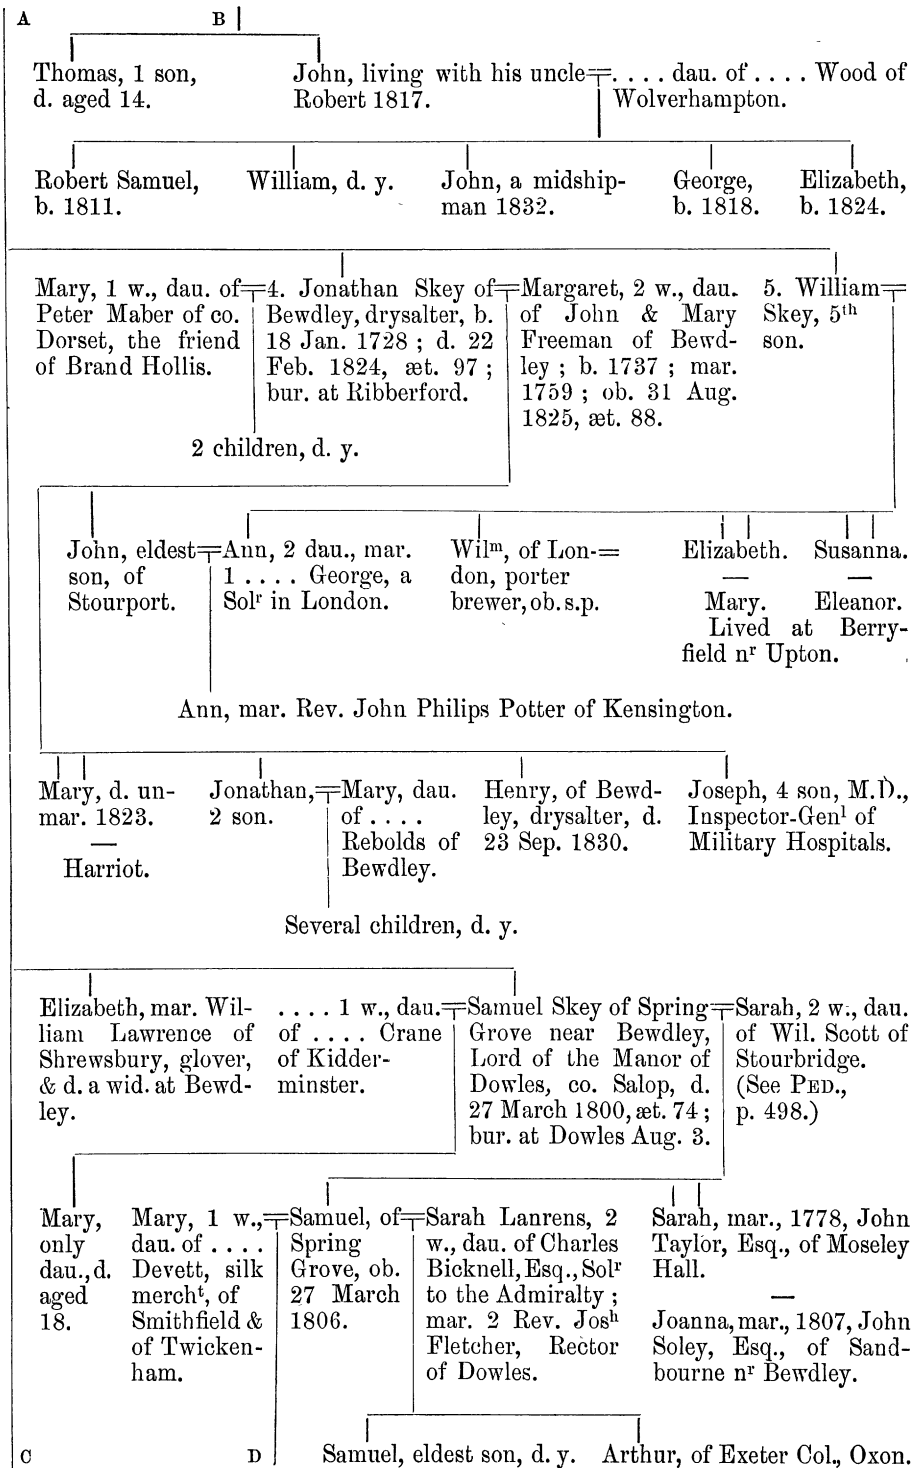 A B
Thomas, 1 son,
d. aged 14.
John, living with his uncle=. . . . dau. of . . . . Wood of
Robert 1817. Wolverhampton.
Robert Samuel,
b. 1811.
William, d. y.
John, a midship-
man 1832.
George,
b. 1818.
Elizabeth,
b. 1824.
Mary, 1 w., dau. of=
Peter Maber of co.
Dorset, the friend
of Brand Hollis.
4. Jonathan Skey of=
Bewdley, drysalter, b.
18 Jan. 1728 ; d. 22
Feb. 1824, æt. 97 ;
bur. at Ribberford.
Margaret, 2 w., dau.
of John & Mary
Freeman of Bewd-
ley ; b. 1737 ; mar.
1759 ; ob. 31 Aug.
1825, æt. 88.
5. William=
Skey, 5th
son.
2 children, d. y.
John, eldest=
son, of
Stourport.
Ann, 2 dau., mar.
1 . . . . George, a
Solr in London.
Wilm, of Lon-=
don, porter
brewer, ob. s.p.
Elizabeth.
—
Mary.
Susanna.
—
Eleanor.
Lived at Berry-
field nr Upton.
Ann, mar. Rev. John Philips Potter of Kensington.
Mary, d. un-
mar. 1823.
—
Harriot.
Jonathan,=
2 son.
Mary, dau.
of . . . .
Rebolds of
Bewdley.
Henry, of Bewd-
ley, drysalter, d.
23 Sep. 1830.
Joseph, 4 son, M.D.,
Inspector-Genl of
Military Hospitals.
Several children, d. y.
Elizabeth, mar. Wil-
liam Lawrence of
Shrewsbury, glover,
& d. a wid. at Bewd-
ley.
. . . . 1 w., dau.=
of . . . . Crane
of Kidder-
minster.
Samuel Skey of Spring=
Grove near Bewdley,
Lord of the Manor of
Dowles, co. Salop, d.
27 March 1800, æt. 74 ;
bur. at Dowles Aug. 3.
Sarah, 2 w., dau.
of Wil. Scott of
Stourbridge.
(See PED.,
p. 498.)
Mary,
only
dau., d.
aged
18.
Mary, 1 w.,=
dau. of . . . .
Devett, silk
mercht, of
Smithfield &
of Twicken-
ham.
Samuel, of=
Spring
Grove, ob.
27 March
1806.
Sarah Lanrens, 2
w., dau. of Charles
Bicknell, Esq., Solr
to the Admiralty ;
mar. 2 Rev. Josh
Fletcher, Rector
of Dowles.
Sarah, mar., 1778, John
Taylor, Esq., of Moseley
Hall.
—
Joanna, mar., 1807, John
Soley, Esq., of Sand-
bourne nr Bewdley.
C D
Samuel, eldest son, d. y.
Arthur, of Exeter Col., Oxon.